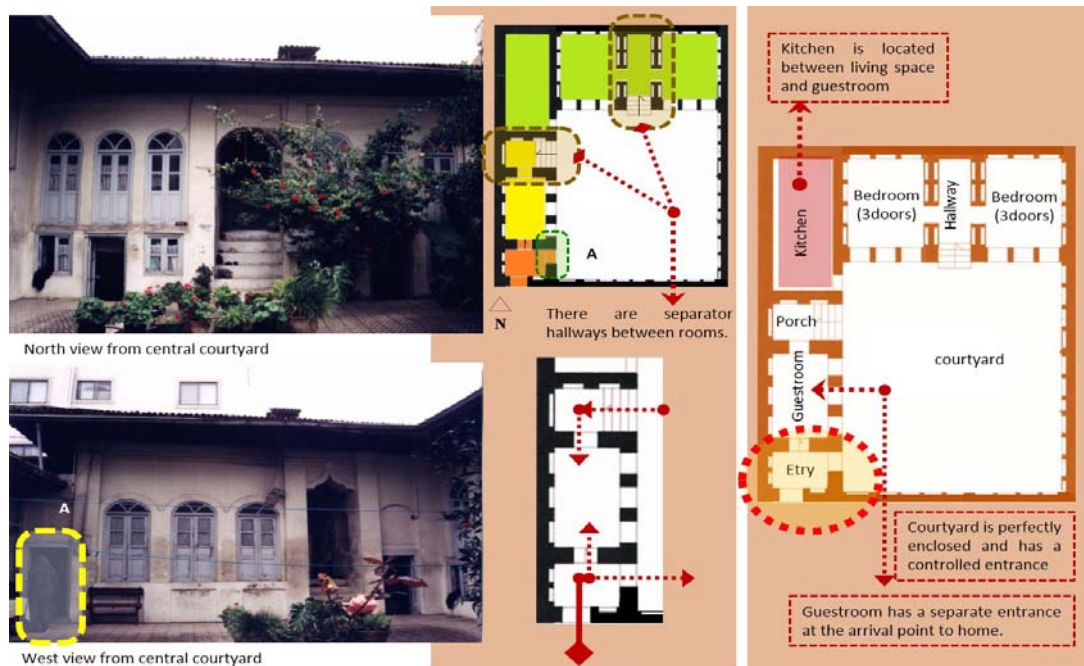 A
N
There are separator
hallways between rooms.
North view from central courtyard
A
West view from central courtyard
Kitchen is located
between living space
and guestroom
Kitchen
Bedroom
(3doors)
Hallway
Bedroom
(3doors)
Porch
Guestroom
courtyard
Etry
Courtyard is perfectly
enclosed and has a
controlled entrance
Guestroom has a separate entrance
at the arrival point to home.